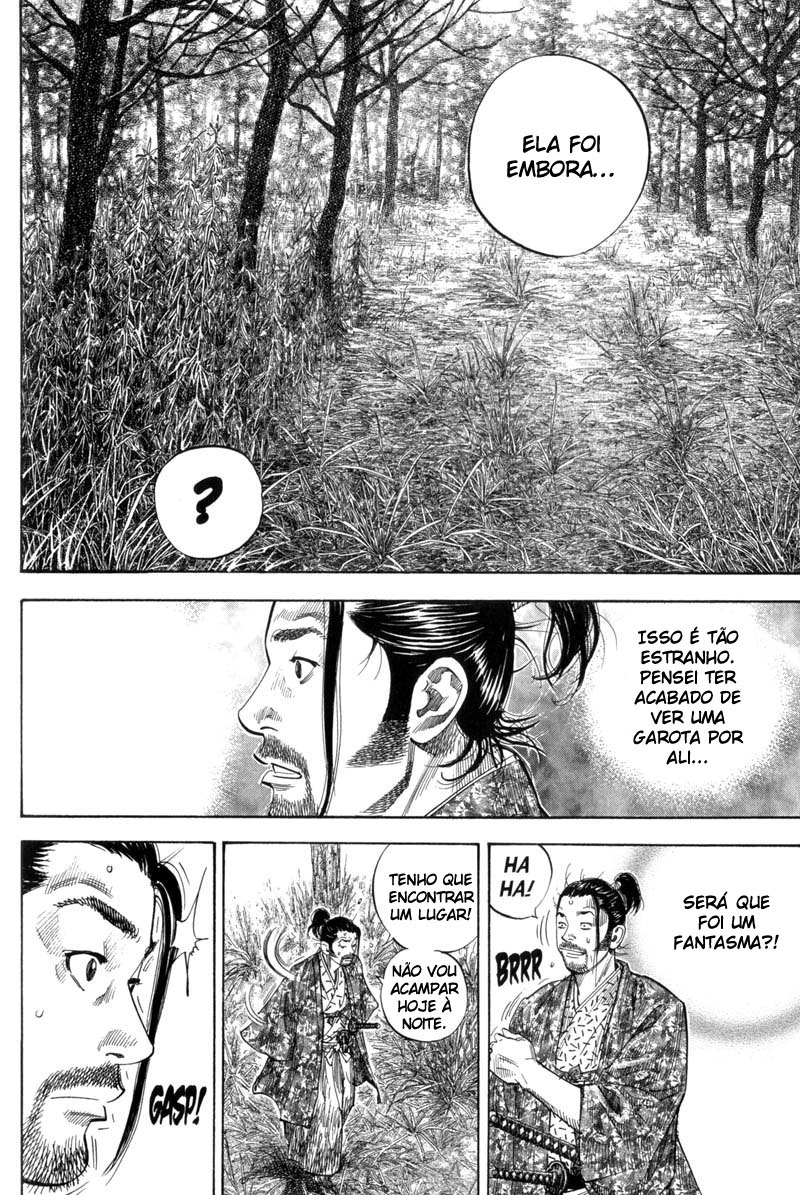 ELA FOI
EMBORA...
?
ISSO É TÃO
ESTRANHO.
PENSEI TER
ACABADO DE
VER UMA
GAROTA POR
ALI...
SERÁ QUE
FOI UM
FANTASMA?!
HA
HA!
BRRR
TENHO QUE
ENCONTRAR
UM LUGAR!
NÃO VOU
ACAMPAR
HOJE À
NOITE.
GASP!